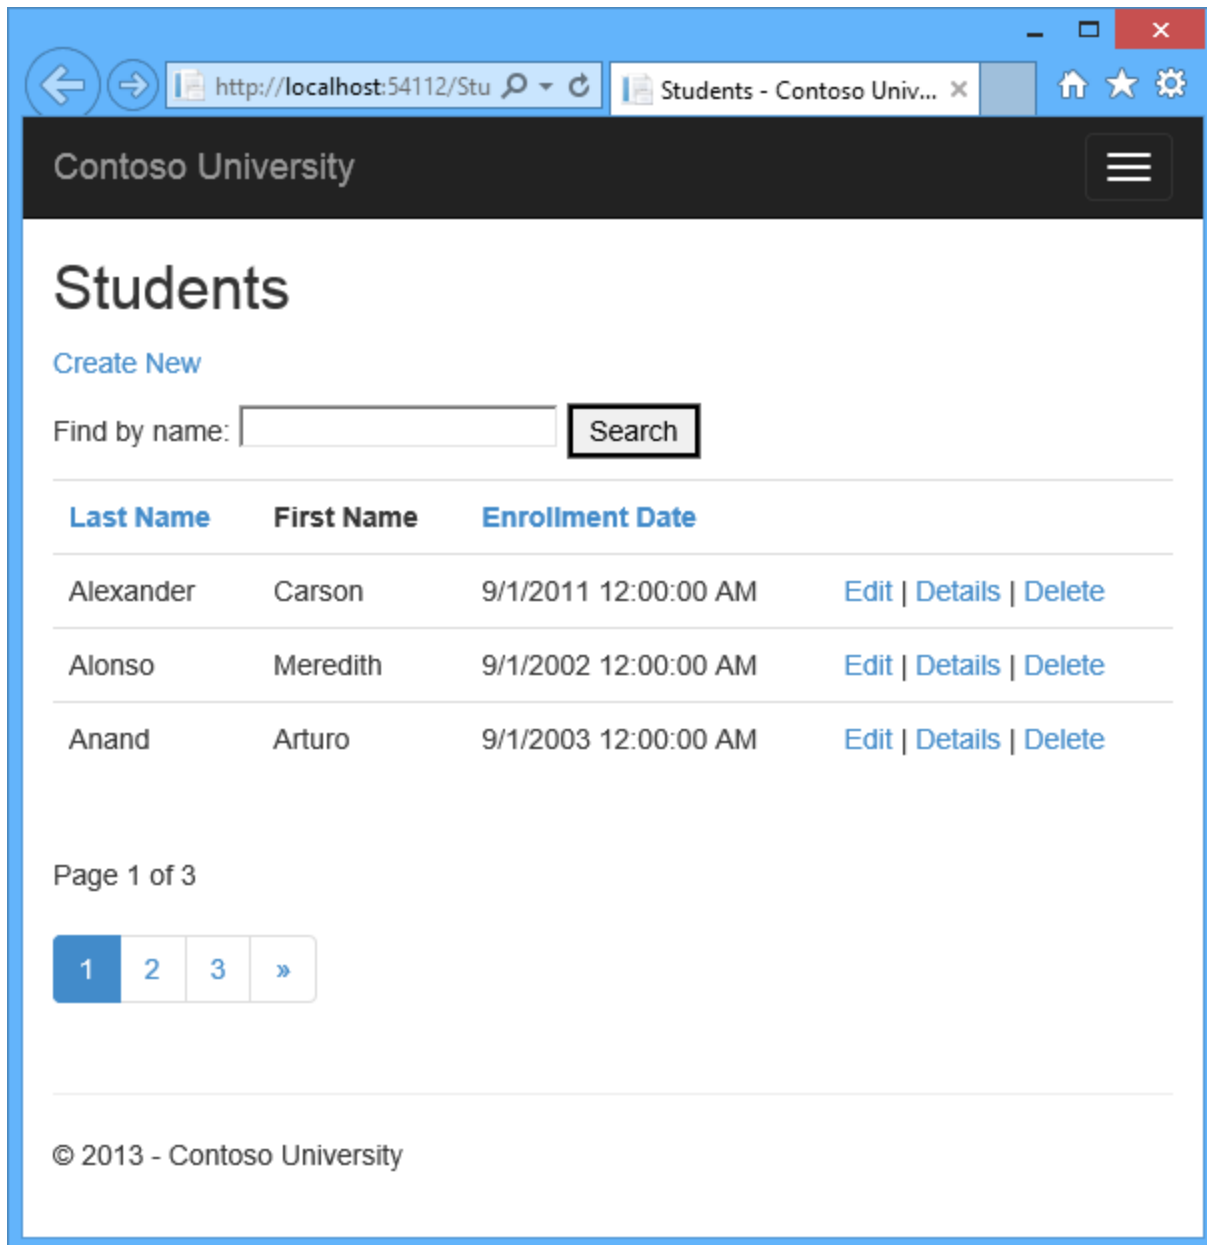 http://localhost:54112/Stu
Students - Contoso Univ...
Contoso University
Students
Create New
Find by name: Search
Last Name First Name Enrollment Date
Alexander Carson 9/1/2011 12:00:00 AM Edit | Details | Delete
Alonso Meredith 9/1/2002 12:00:00 AM Edit | Details | Delete
Anand Arturo 9/1/2003 12:00:00 AM Edit | Details | Delete
Page 1 of 3
1 2 3 »
© 2013 - Contoso University